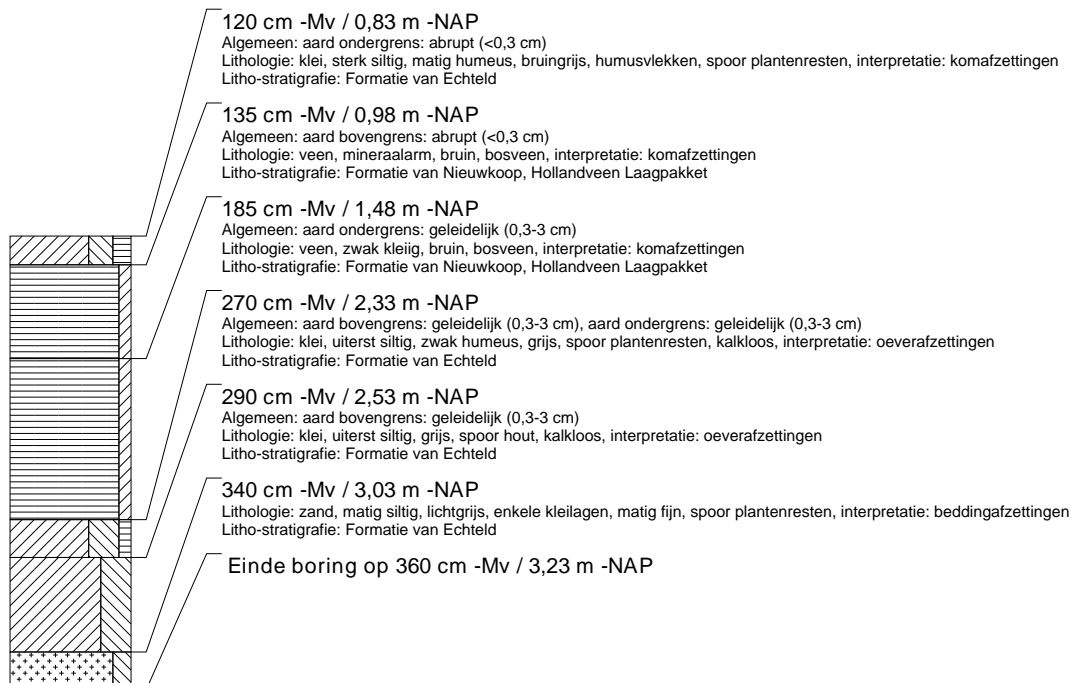 120 cm -Mv / 0,83 m -NAP
Algemeen: aard ondergrens: abrupt (<0,3 cm)
Lithologie: klei, sterk siltig, matig humeus, bruingrijs, humusvlekken, spoor plantenresten, interpretatie: komafzettingen
Litho-stratigrafie: Formatie van Echteld
135 cm -Mv / 0,98 m -NAP
Algemeen: aard bovengrens: abrupt (<0,3 cm)
Lithologie: veen, mineraalarm, bruin, bosveen, interpretatie: komafzettingen
Litho-stratigrafie: Formatie van Nieuwkoop, Hollandveen Laagpakket
185 cm -Mv / 1,48 m -NAP
Algemeen: aard ondergrens: geleidelijk (0,3-3 cm)
Lithologie: veen, zwak kleiig, bruin, bosveen, interpretatie: komafzettingen
Litho-stratigrafie: Formatie van Nieuwkoop, Hollandveen Laagpakket
270 cm -Mv / 2,33 m -NAP
Algemeen: aard bovengrens: geleidelijk (0,3-3 cm), aard ondergrens: geleidelijk (0,3-3 cm)
Lithologie: klei, uiterst siltig, zwak humeus, grijs, spoor plantenresten, kalkloos, interpretatie: oeverafzettingen
Litho-stratigrafie: Formatie van Echteld
290 cm -Mv / 2,53 m -NAP
Algemeen: aard bovengrens: geleidelijk (0,3-3 cm)
Lithologie: klei, uiterst siltig, grijs, spoor hout, kalkloos, interpretatie: oeverafzettingen
Litho-stratigrafie: Formatie van Echteld
340 cm -Mv / 3,03 m -NAP
Lithologie: zand, matig siltig, lichtgrijs, enkele kleilagen, matig fijn, spoor plantenresten, interpretatie: beddingafzettingen
Litho-stratigrafie: Formatie van Echteld
Einde boring op 360 cm -Mv / 3,23 m -NAP